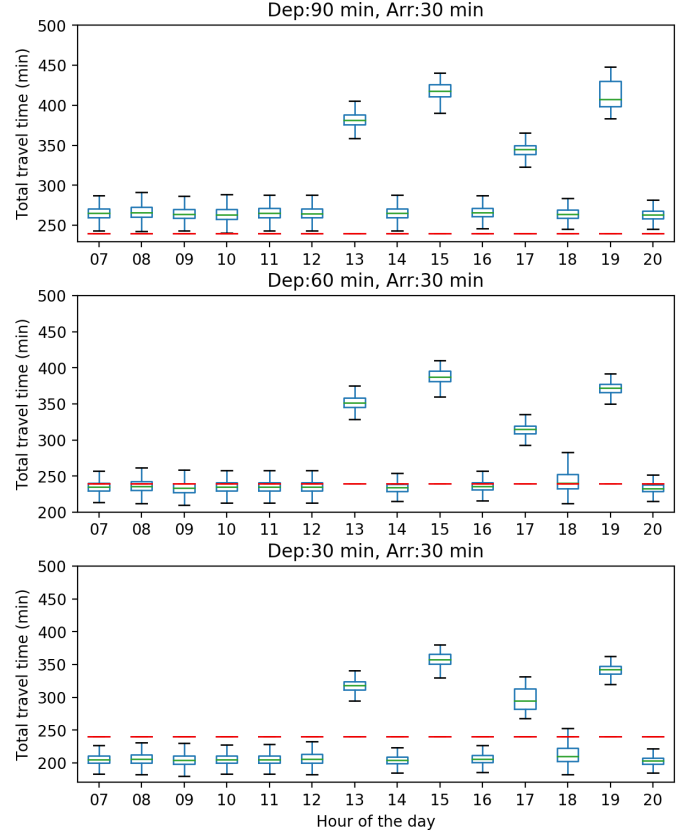 Dep:90 min, Arr:30 min
Total travel time (min)
500
450
400
350
300
250
07 08 09 10 11 12 13 14 15 16 17 18 19 20
Dep:60 min, Arr:30 min
Total travel time (min)
500
450
400
350
300
250
200
07 08 09 10 11 12 13 14 15 16 17 18 19 20
Dep:30 min, Arr:30 min
Total travel time (min)
500
450
400
350
300
250
200
07 08 09 10 11 12 13 14 15 16 17 18 19 20
Hour of the day